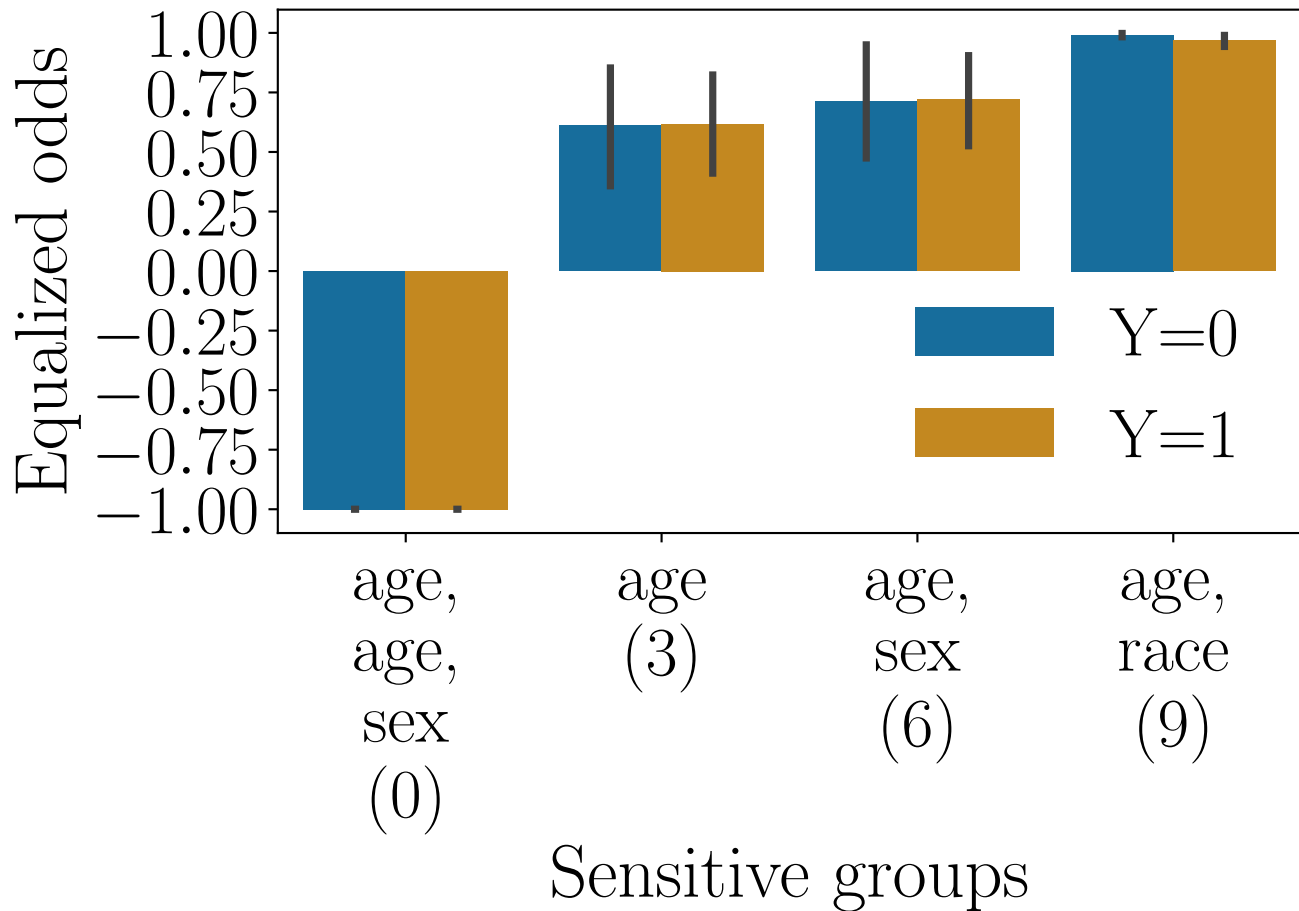 Equalized odds
1.00
0.75
0.50
0.25
0.00
−0.25
−0.50
−0.75
−1.00
Y=0
Y=1
age,
age,
sex
(0)
age
(3)
age,
sex
(6)
age,
race
(9)
Sensitive groups